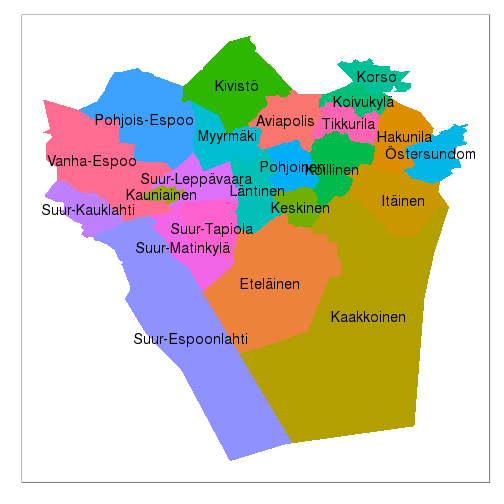 Korso
Kivistö
Koivukylä
Pohjois-Espoo
Aviapolis
Tikkurila
Myyrmäki
Hakunila
Östersundom
Vanha-Espoo
Pohjoinen
Koillinen
Suur-Leppävaara
Läntinen
Kauniainen
Itäinen
Suur-Kauklahti
Keskinen
Suur-Tapiola
Suur-Matinkylä
Eteläinen
Kaakkoinen
Suur-Espoonlahti